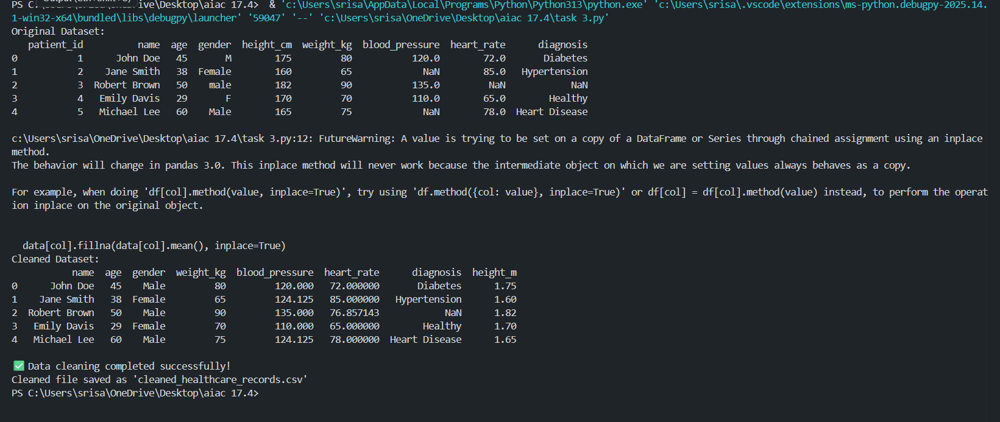 PS C:\Users\srisa\OneDrive\Desktop\aiac 17.4>  & 'c:\Users\srisa\AppData\Local\Programs\Python\Python313\python.exe' 'c:\Users\srisa\.vscode\extensions\ms-python.debugpy-2025.14.
1-win32-x64\bundled\libs\debugpy\launcher' '59047' '--' 'c:\Users\srisa\OneDrive\Desktop\aiac 17.4\task 3.py'
Original Dataset:
   patient_id          name  age  gender  height_cm  weight_kg  blood_pressure  heart_rate      diagnosis
0           1      John Doe   45       M        175         80           120.0        72.0       Diabetes
1           2    Jane Smith   38  Female        160         65             NaN        85.0   Hypertension
2           3  Robert Brown   50    male        182         90           135.0         NaN            NaN
3           4   Emily Davis   29       F        170         70           110.0        65.0        Healthy
4           5   Michael Lee   60    Male        165         75             NaN        78.0  Heart Disease
c:\Users\srisa\OneDrive\Desktop\aiac 17.4\task 3.py:12: FutureWarning: A value is trying to be set on a copy of a DataFrame or Series through chained assignment using an inplace
method.
The behavior will change in pandas 3.0. This inplace method will never work because the intermediate object on which we are setting values always behaves as a copy.
For example, when doing 'df[col].method(value, inplace=True)', try using 'df.method({col: value}, inplace=True)' or df[col] = df[col].method(value) instead, to perform the operat
ion inplace on the original object.
  data[col].fillna(data[col].mean(), inplace=True)
Cleaned Dataset:
           name  age  gender  weight_kg  blood_pressure  heart_rate      diagnosis  height_m
0      John Doe   45    Male         80         120.000   72.000000       Diabetes      1.75
1    Jane Smith   38  Female         65         124.125   85.000000   Hypertension      1.60
2  Robert Brown   50    Male         90         135.000   76.857143            NaN      1.82
3   Emily Davis   29  Female         70         110.000   65.000000        Healthy      1.70
4   Michael Lee   60    Male         75         124.125   78.000000  Heart Disease      1.65
✅ Data cleaning completed successfully!
Cleaned file saved as 'cleaned_healthcare_records.csv'
PS C:\Users\srisa\OneDrive\Desktop\aiac 17.4>